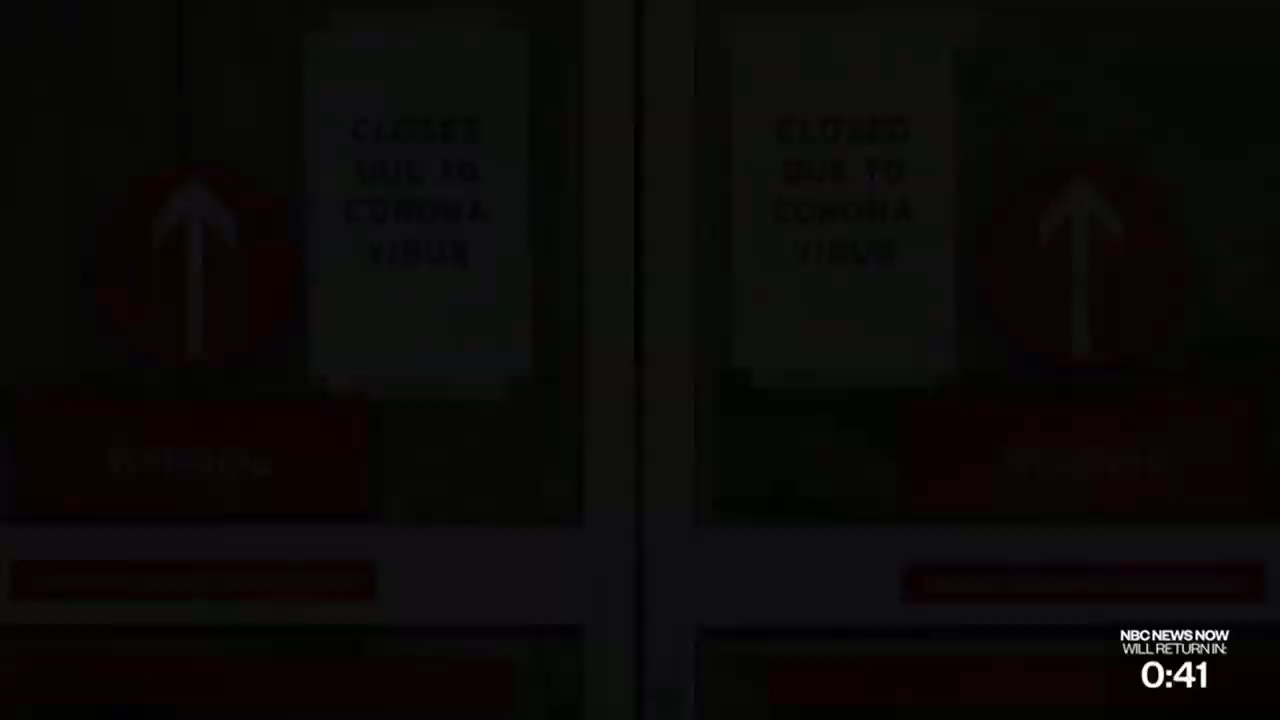 CLOSED
DUE TO
CORONA
VIRUS
CLOSED
DUE TO
CORONA
VIRUS
NBC NEWS NOW
WILL RETURN IN:
0:41